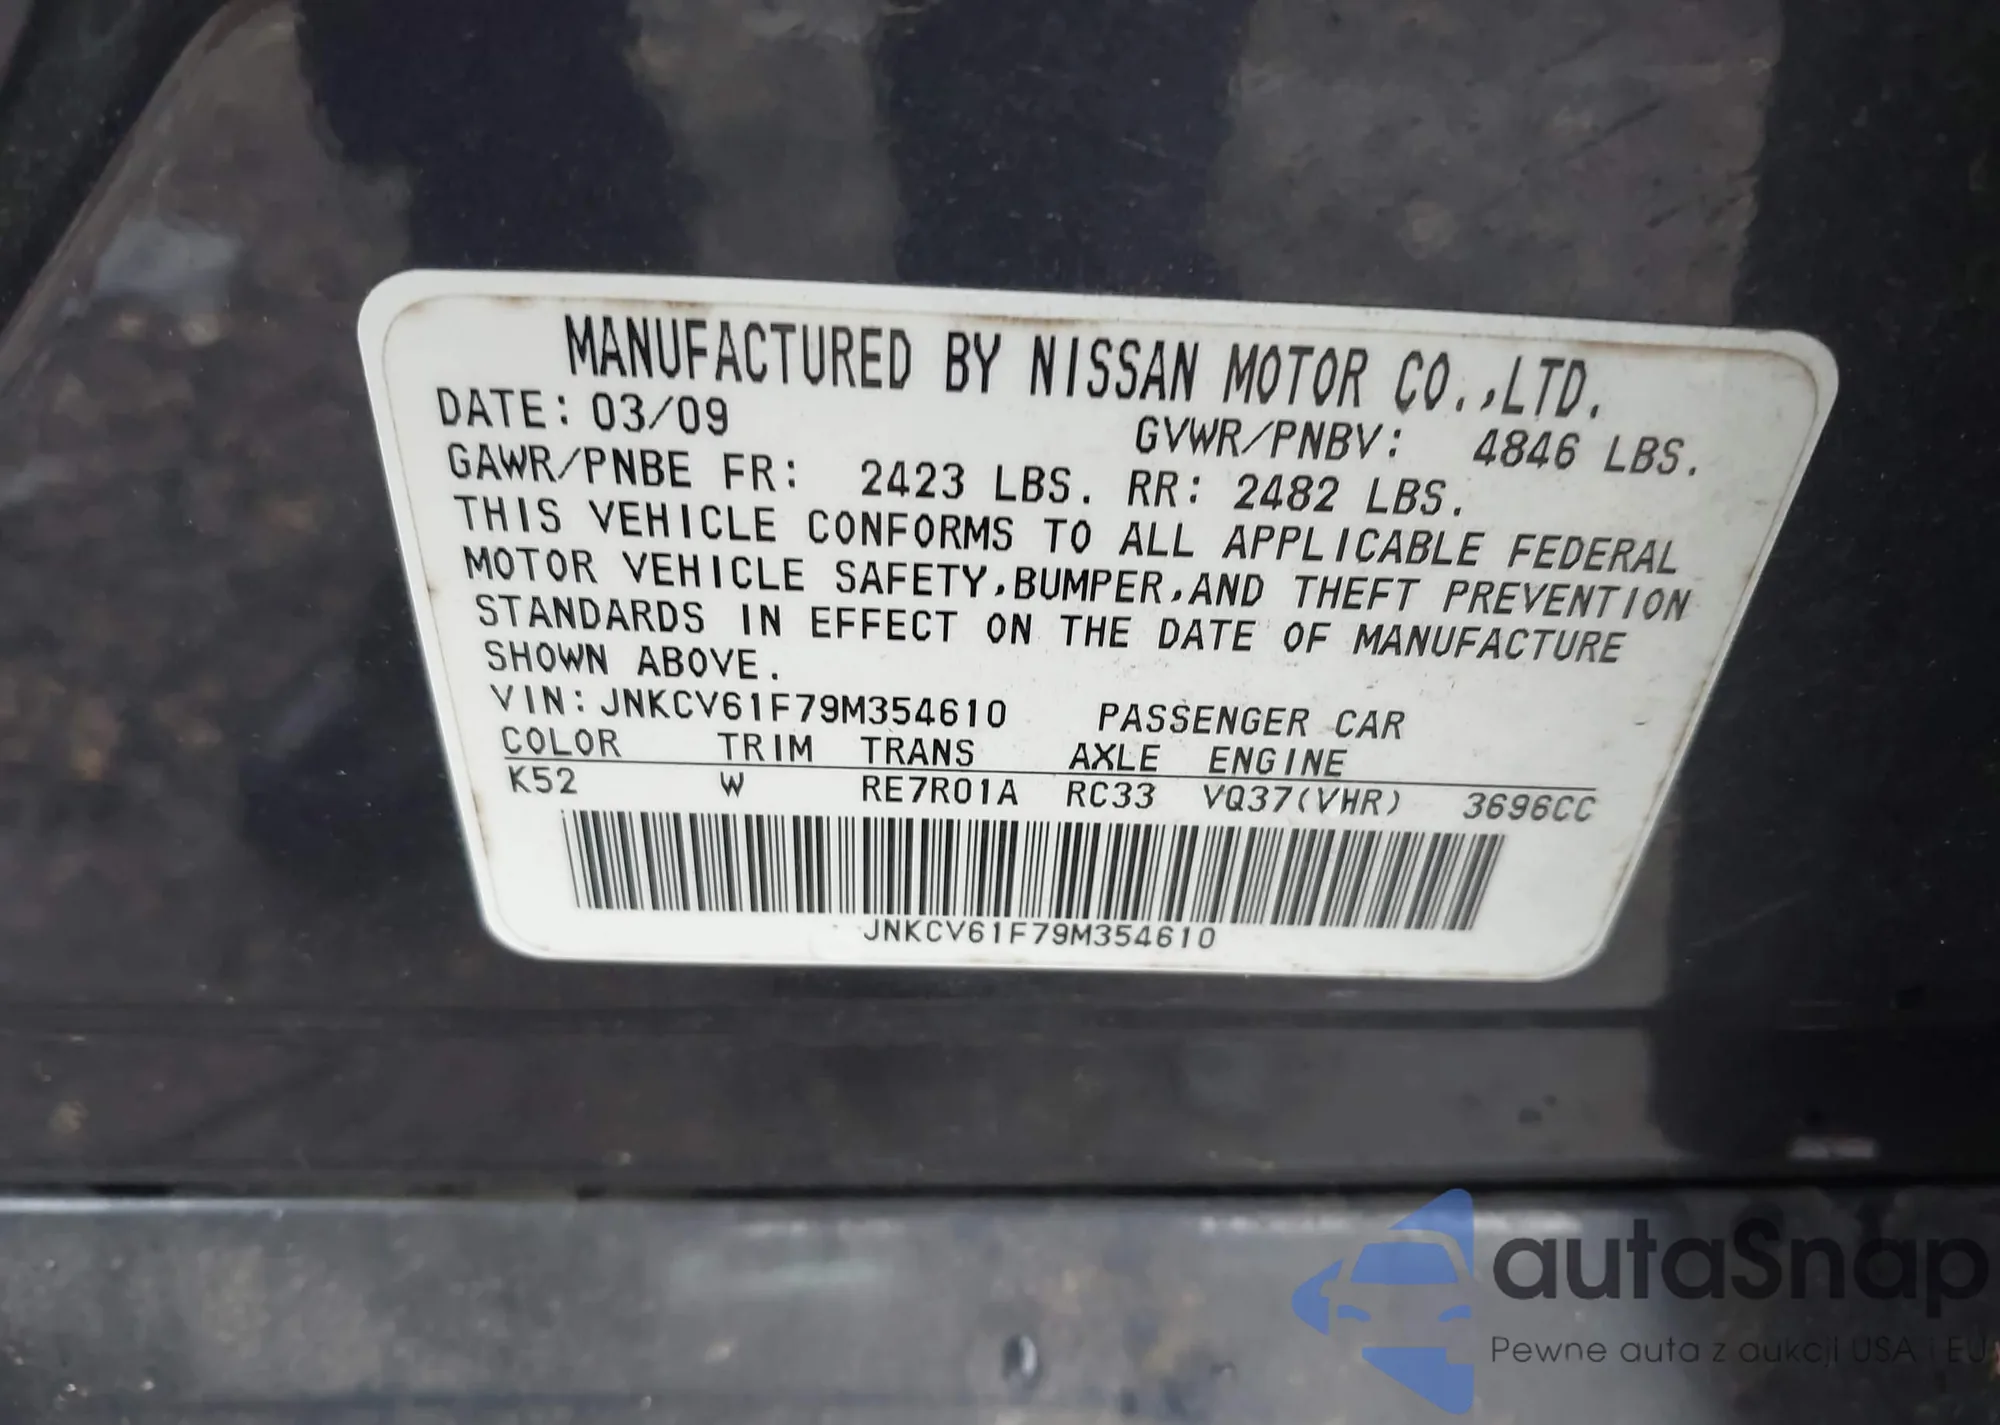 MANUFACTURED BY NISSAN MOTOR CO.,LTD.
DATE: 03/09 GVWR/PNBV: 4846 LBS.
GAWR/PNBE FR: 2423 LBS. RR: 2482 LBS.
THIS VEHICLE CONFORMS TO ALL APPLICABLE FEDERAL
MOTOR VEHICLE SAFETY,BUMPER,AND THEFT PREVENTION
STANDARDS IN EFFECT ON THE DATE OF MANUFACTURE
SHOWN ABOVE.
VIN:JNKCV61F79M354610 PASSENGER CAR
COLOR TRIM TRANS AXLE ENGINE
K52 W RE7R01A RC33 VQ37(VHR) 3696CC
JNKCV61F79M354610
autaSnap
Pewne auta z aukcji USA i EU